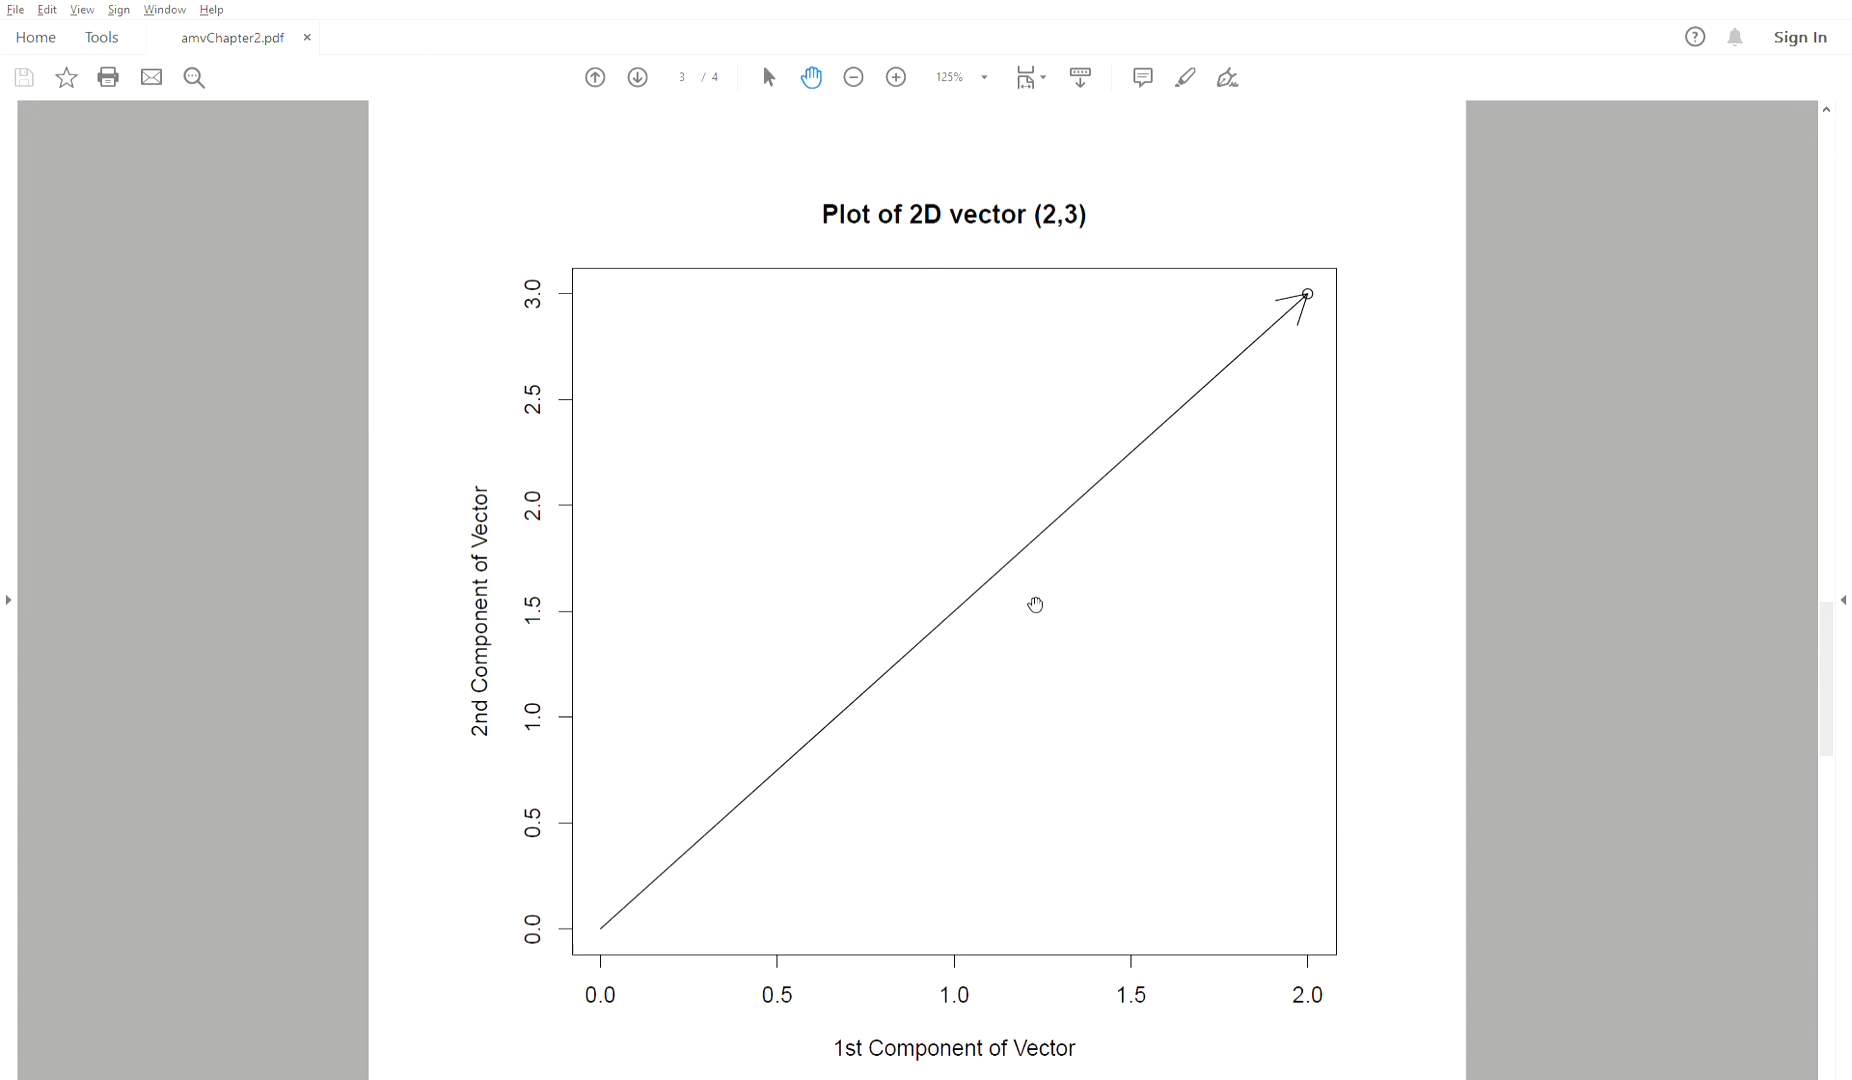 File Edit View Sign Window Help
Home Tools amvChapter2.pdf × Sign In
3 / 4 125%
Plot of 2D vector (2,3)
3.0
2.5
2.0
1.5
1.0
0.5
0.0
2nd Component of Vector
0.0 0.5 1.0 1.5 2.0
1st Component of Vector